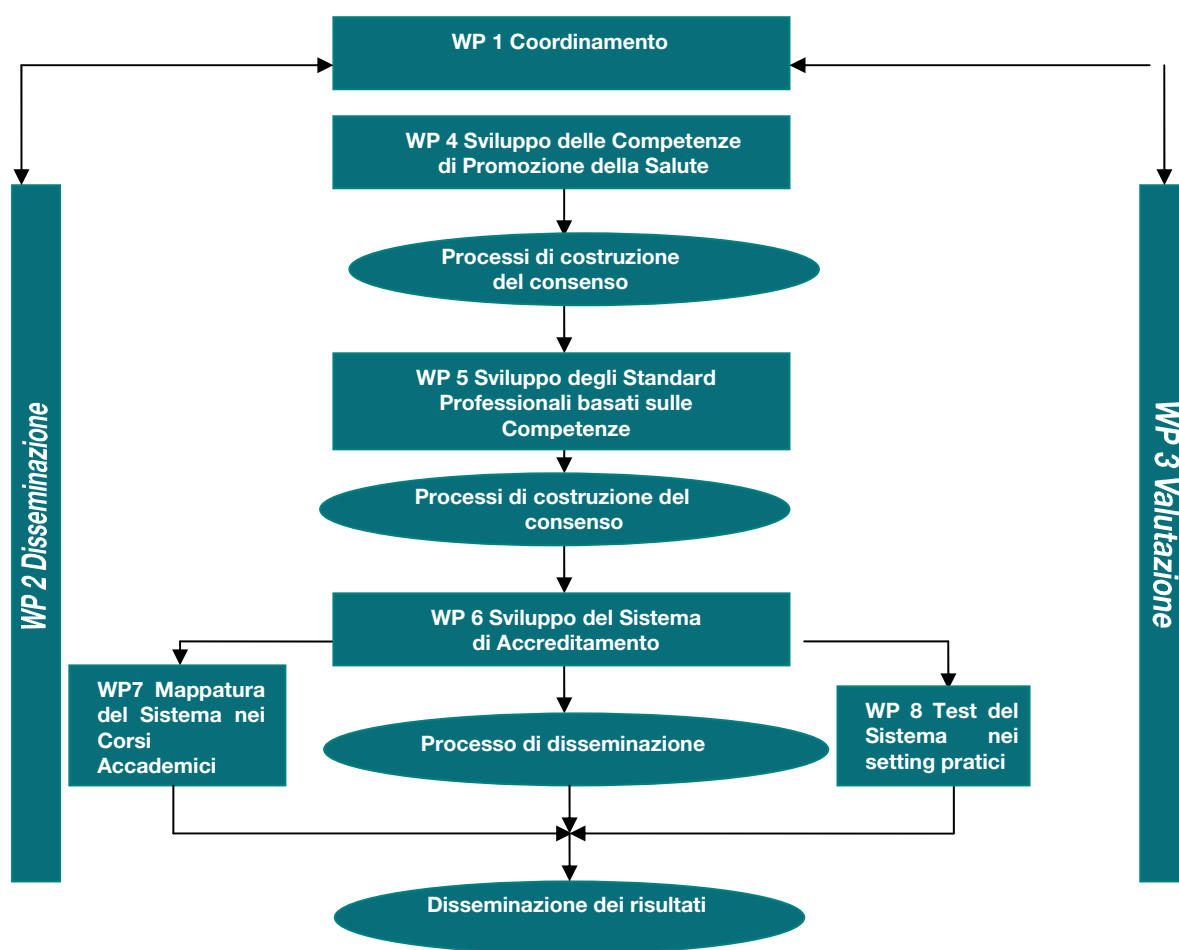 WP 1 Coordinamento
WP 4 Sviluppo delle Competenze
di Promozione della Salute
Processi di costruzione
del consenso
WP 5 Sviluppo degli Standard
Professionali basati sulle
Competenze
Processi di costruzione del
consenso
WP 6 Sviluppo del Sistema
di Accreditamento
WP7 Mappatura
del Sistema nei
Corsi
Accademici
Processo di disseminazione
WP 8 Test del
Sistema nei
setting pratici
Disseminazione dei risultati
WP 2 Disseminazione
WP 3 Valutazione